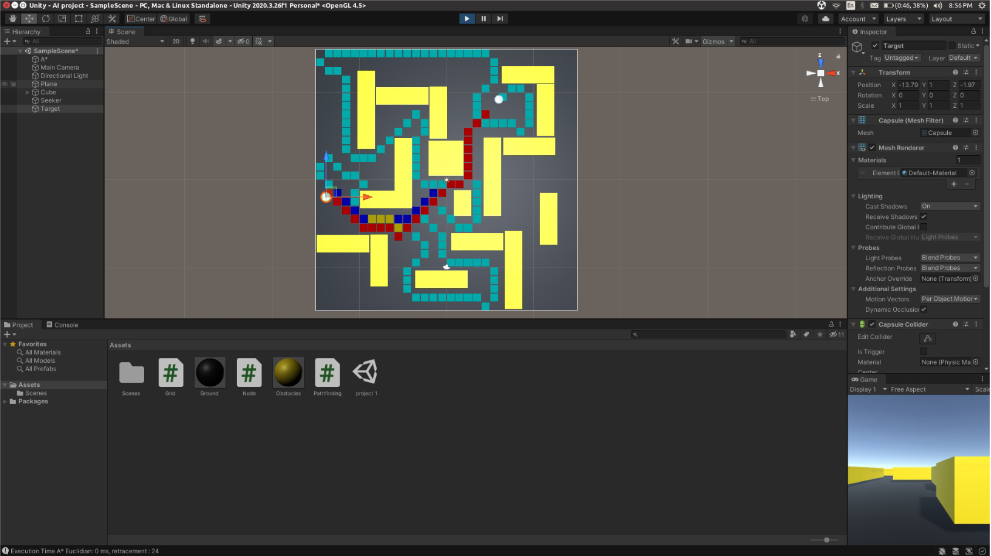 Unity - AI project - SampleScene - PC, Mac & Linux Standalone - Unity 2020.3.26f1 Personal* <OpenGL 4.5>
En (0:46, 38%) 8:56 PM
Center Global
Account Layers Layout
Hierarchy
All
SampleScene*
A*
Main Camera
Directional Light
Plane
Cube
Seeker
Target
Scene
Shaded 2D Gizmos All
Top
Inspector
Target Static
Tag Untagged Layer Default
Transform
Position X -13.79 Y 1 Z -1.97
Rotation X 0 Y 0 Z 0
Scale X 1 Y 1 Z 1
Capsule (Mesh Filter)
Mesh Capsule
Mesh Renderer
Materials 1
Element Default-Material
Lighting
Cast Shadows On
Receive Shadows
Contribute Global I
Receive Global Illu Light Probes
Probes
Light Probes Blend Probes
Reflection Probes Blend Probes
Anchor Override None (Transform)
Additional Settings
Motion Vectors Per Object Motion
Dynamic Occlusion
Capsule Collider
Edit Collider
Is Trigger
Material None (Physic Ma
Center
Project Console
Favorites
All Materials
All Models
All Prefabs
Assets
Scenes
Packages
Assets
Scenes Grid Ground Node Obstacles Pathfinding project 1
Game
Display 1 Free Aspect Scale
Execution Time A* Euclidian: 0 ms, retracement : 24